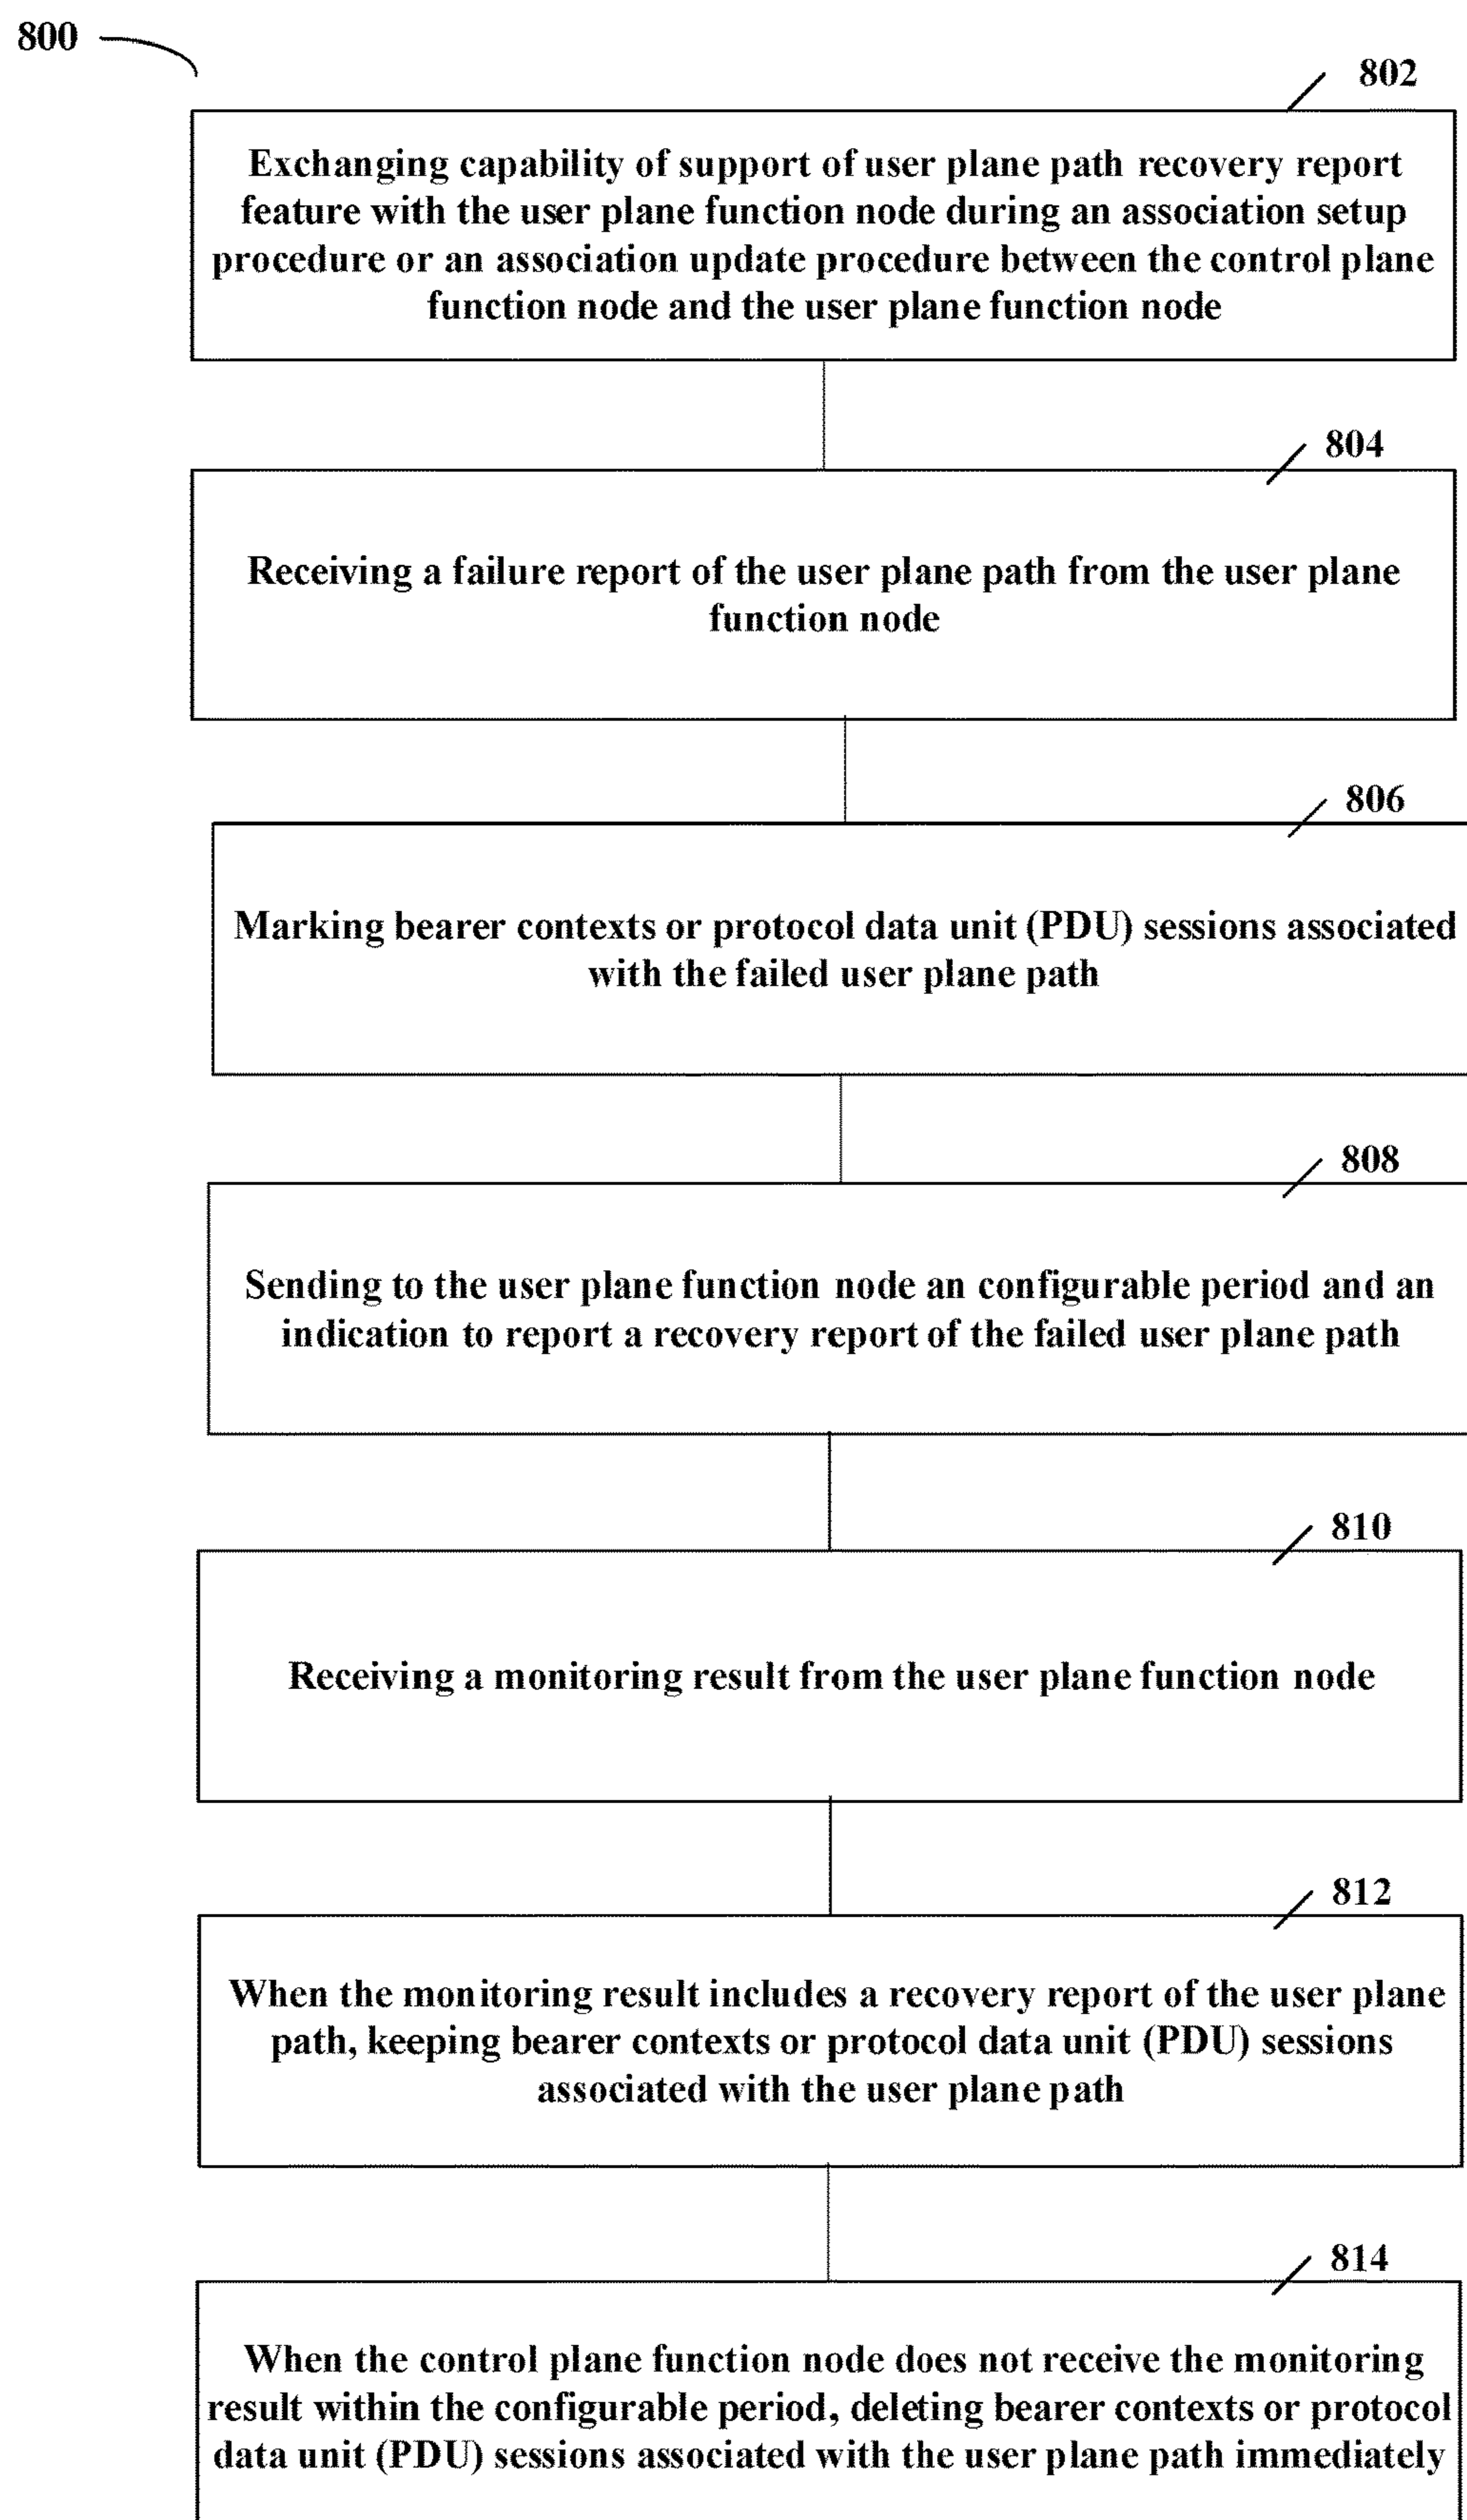 800
802
Exchanging capability of support of user plane path recovery report
feature with the user plane function node during an association setup
procedure or an association update procedure between the control plane
function node and the user plane function node
804
Receiving a failure report of the user plane path from the user plane
function node
806
Marking bearer contexts or protocol data unit (PDU) sessions associated
with the failed user plane path
808
Sending to the user plane function node an configurable period and an
indication to report a recovery report of the failed user plane path
810
Receiving a monitoring result from the user plane function node
812
When the monitoring result includes a recovery report of the user plane
path, keeping bearer contexts or protocol data unit (PDU) sessions
associated with the user plane path
814
When the control plane function node does not receive the monitoring
result within the configurable period, deleting bearer contexts or protocol
data unit (PDU) sessions associated with the user plane path immediately